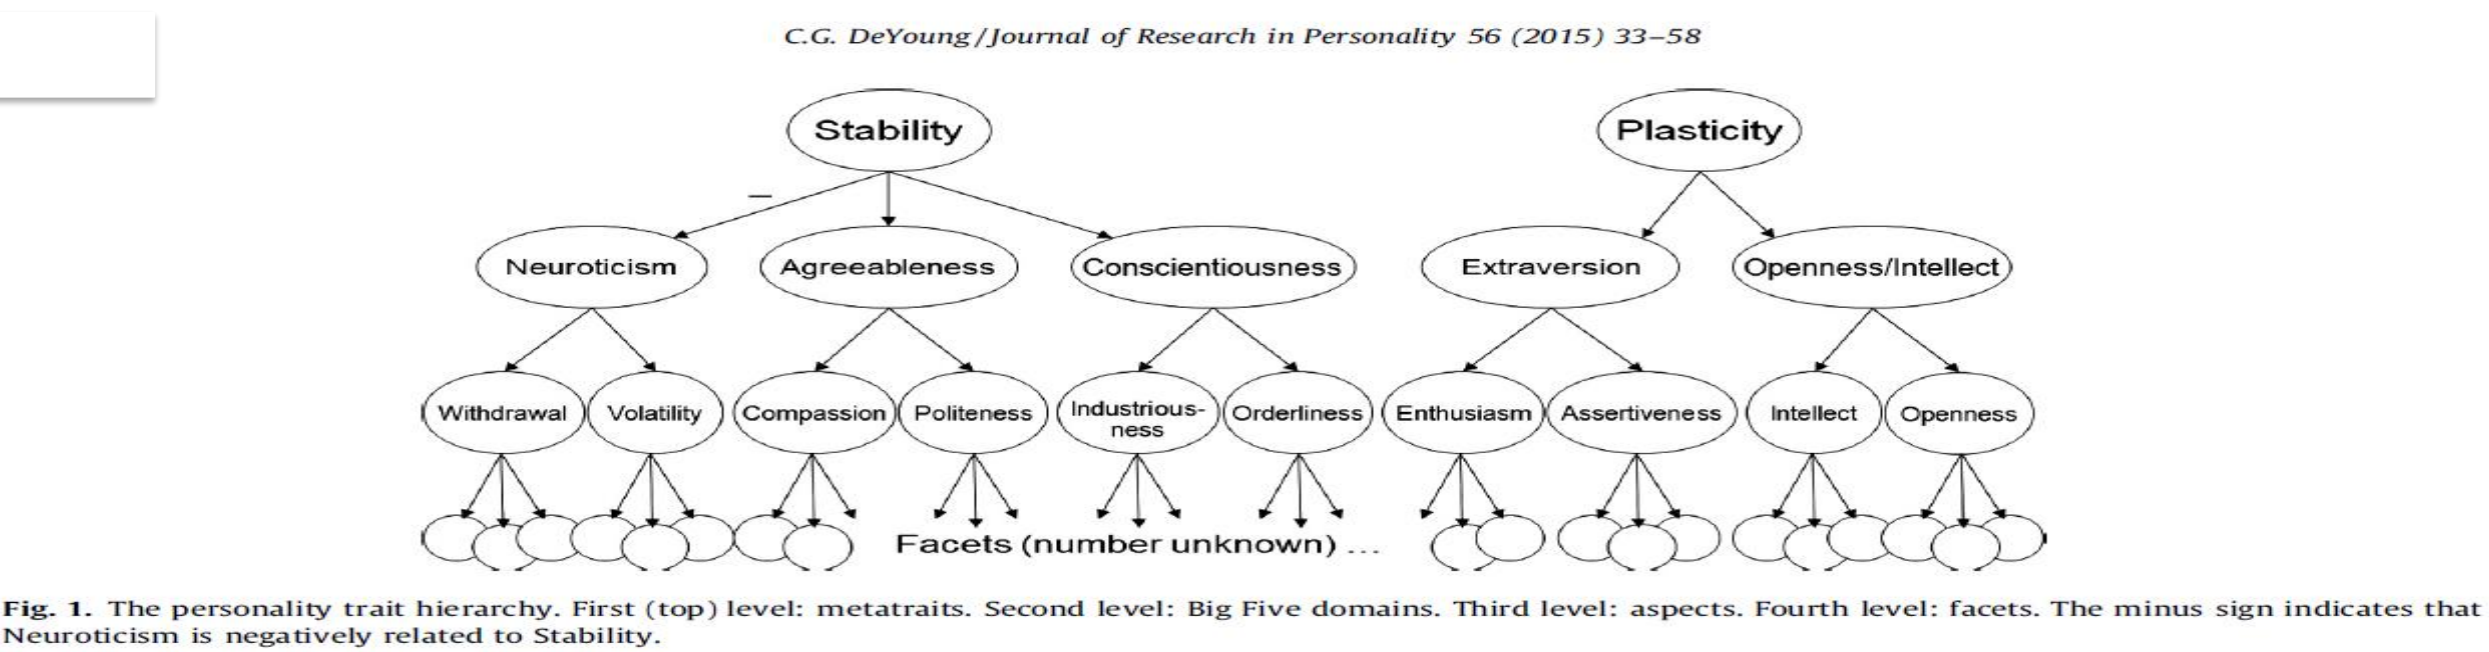 C.G. DeYoung / Journal of Research in Personality 56 (2015) 33–58
Stability
Plasticity
–
Neuroticism
Agreeableness
Conscientiousness
Extraversion
Openness/Intellect
Withdrawal
Volatility
Compassion
Politeness
Industrious-
ness
Orderliness
Enthusiasm
Assertiveness
Intellect
Openness
Facets (number unknown) ...
Fig. 1. The personality trait hierarchy. First (top) level: metatraits. Second level: Big Five domains. Third level: aspects. Fourth level: facets. The minus sign indicates that
Neuroticism is negatively related to Stability.